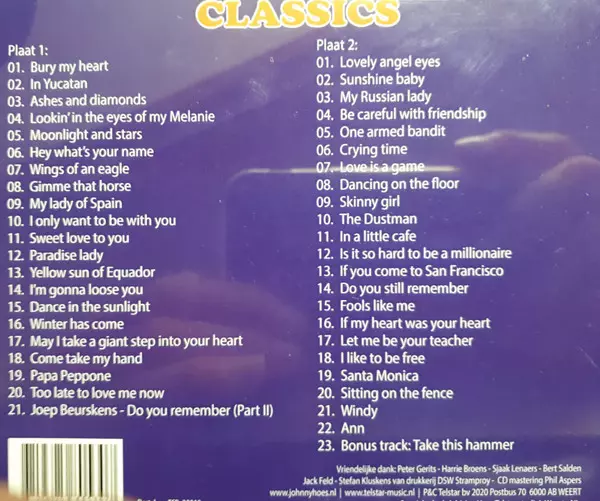 CLASSICS
Plaat 1:
01. Bury my heart
02. In Yucatan
03. Ashes and diamonds
04. Lookin' in the eyes of my Melanie
05. Moonlight and stars
06. Hey what's your name
07. Wings of an eagle
08. Gimme that horse
09. My lady of Spain
10. I only want to be with you
11. Sweet love to you
12. Paradise lady
13. Yellow sun of Equador
14. I'm gonna loose you
15. Dance in the sunlight
16. Winter has come
17. May I take a giant step into your heart
18. Come take my hand
19. Papa Peppone
20. Too late to love me now
21. Joep Beurskens - Do you remember (Part II)
Plaat 2:
01. Lovely angel eyes
02. Sunshine baby
03. My Russian lady
04. Be careful with friendship
05. One armed bandit
06. Crying time
07. Love is a game
08. Dancing on the floor
09. Skinny girl
10. The Dustman
11. In a little cafe
12. Is it so hard to be a millionaire
13. If you come to San Francisco
14. Do you still remember
15. Fools like me
16. If my heart was your heart
17. Let me be your teacher
18. I like to be free
19. Santa Monica
20. Sitting on the fence
21. Windy
22. Ann
23. Bonus track: Take this hammer
Vriendelijke dank: Peter Gerits - Harrie Broens - Sjaak Lenaers - Bert Salden
Jack Feld - Stefan Kluskens van drukkerij DSW Stramproy - CD mastering Phil Aspers
www.johnnyhoes.nl / www.telstar-music.nl | P&C Telstar bv 2020 Postbus 70 6000 AB WEERT